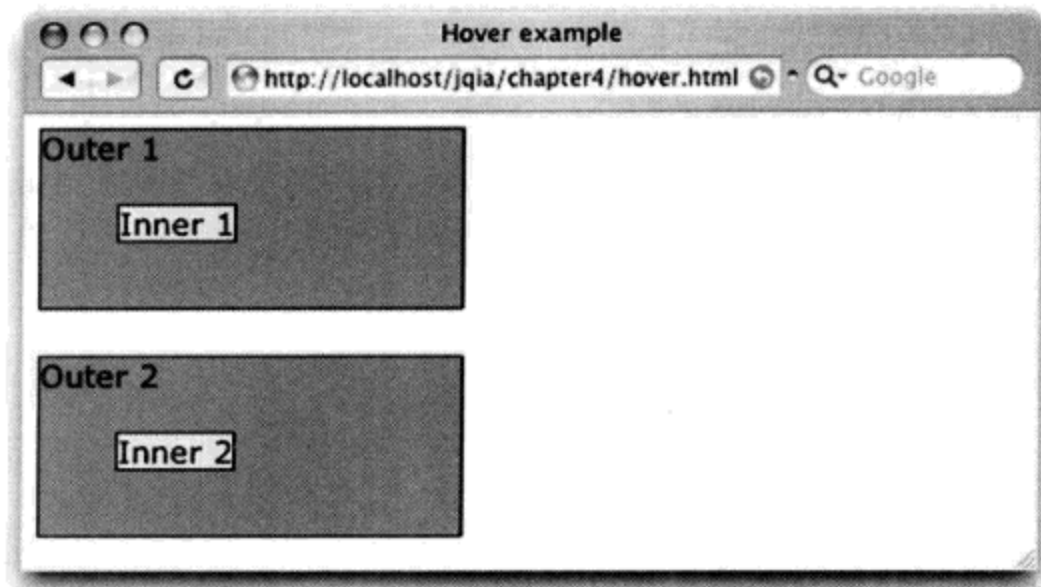 Hover example
http://localhost/jqia/chapter4/hover.html
Google
Outer 1
Inner 1
Outer 2
Inner 2